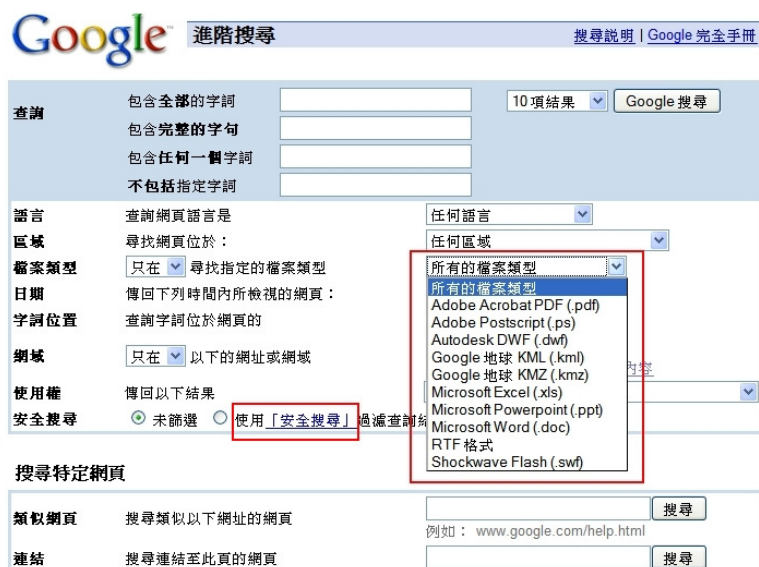 Google 進階搜尋 搜尋說明 | Google 完全手冊
查詢 包含全部的字詞 10 項結果 Google 搜尋
包含完整的字句
包含任何一個字詞
不包括指定字詞
語言 查詢網頁語言是 任何語言
區域 尋找網頁位於： 任何區域
檔案類型 只在 尋找指定的檔案類型 所有的檔案類型
日期 傳回下列時間內所檢視的網頁： 所有的檔案類型
Adobe Acrobat PDF (.pdf)
字詞位置 查詢字詞位於網頁的 Adobe Postscript (.ps)
Autodesk DWF (.dwf)
網域 只在 以下的網址或網域 Google 地球 KML (.kml)
Google 地球 KMZ (.kmz) 內容
使用權 傳回以下結果 Microsoft Excel (.xls)
Microsoft Powerpoint (.ppt)
安全搜尋 未篩選 使用「安全搜尋」過濾查詢 Microsoft Word (.doc)
RTF 格式
Shockwave Flash (.swf)
搜尋特定網頁
類似網頁 搜尋類似以下網址的網頁 搜尋
例如： www.google.com/help.html
連結 搜尋連結至此頁的網頁 搜尋